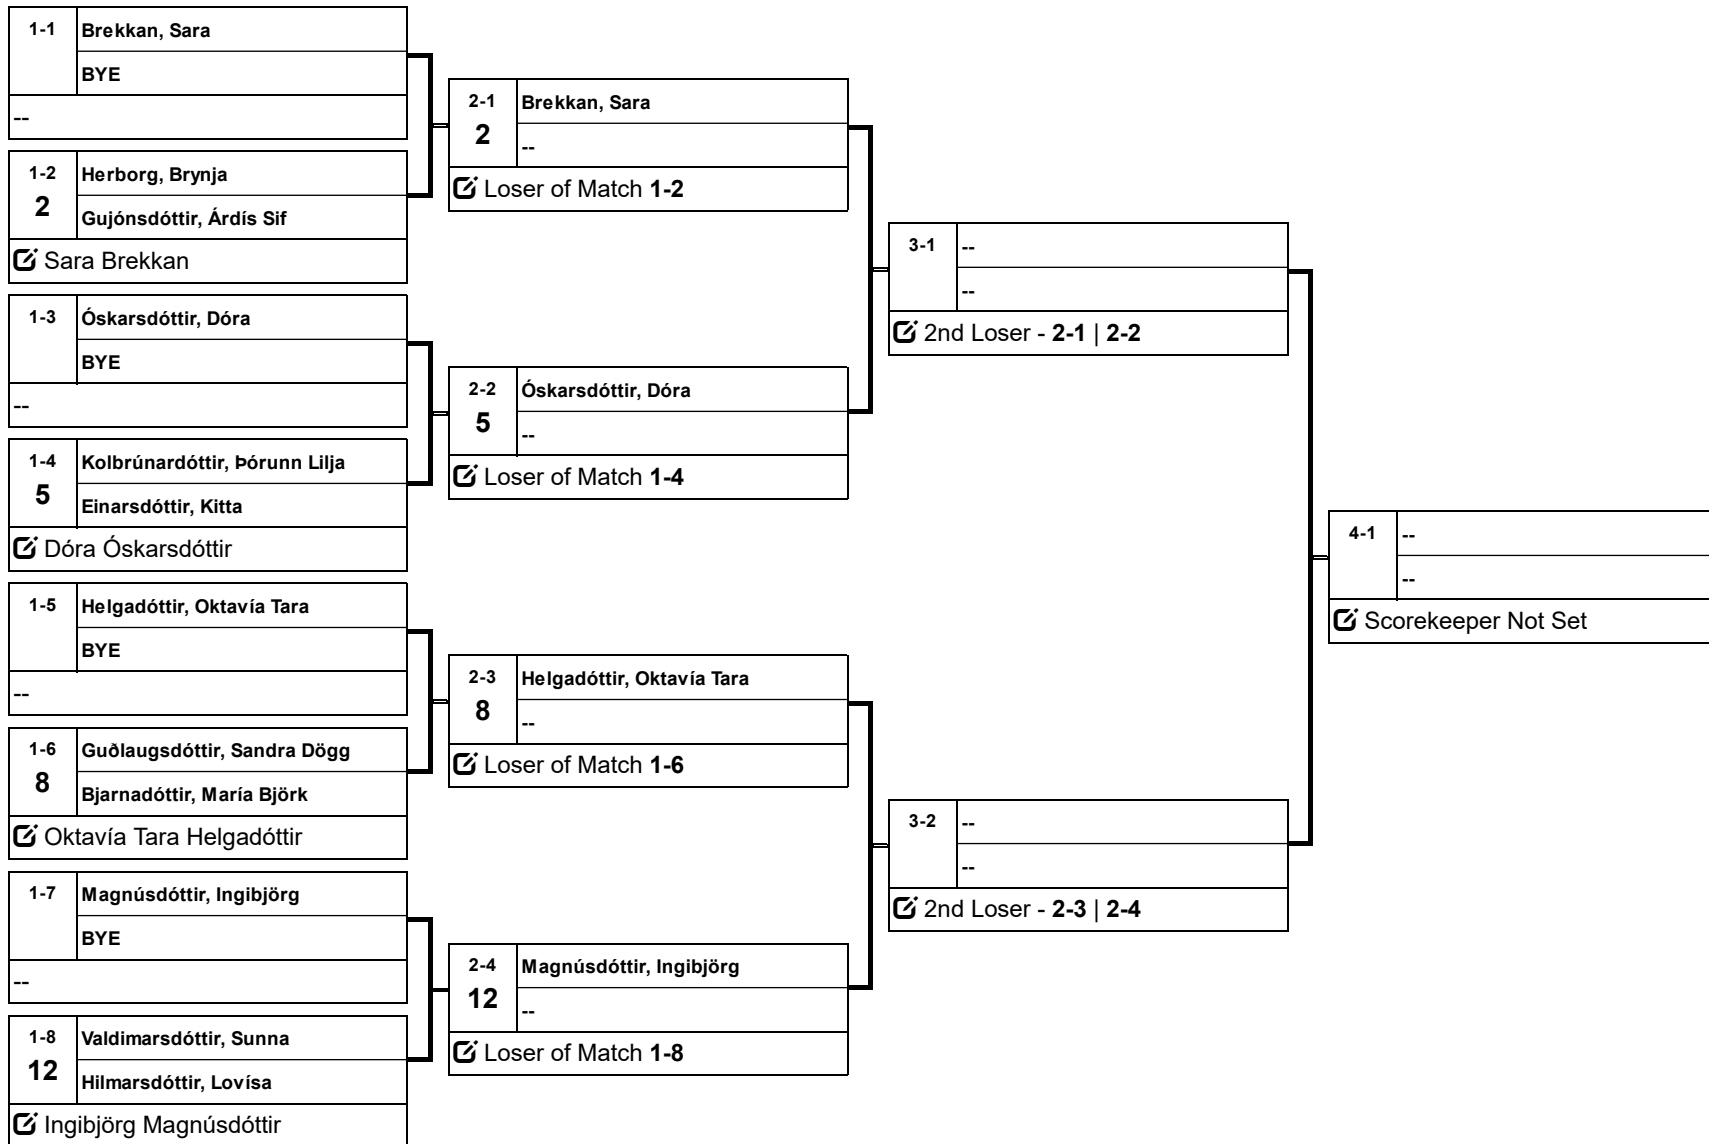 1-1
Brekkan, Sara
BYE
--
1-2
2
Herborg, Brynja
Gujónsdóttir, Árdís Sif
Sara Brekkan
1-3
Óskarsdóttir, Dóra
BYE
--
1-4
5
Kolbrúnardóttir, Þórunn Lilja
Einarsdóttir, Kitta
Dóra Óskarsdóttir
1-5
Helgadóttir, Oktavía Tara
BYE
--
1-6
8
Guðlaugsdóttir, Sandra Dögg
Bjarnadóttir, María Björk
Oktavía Tara Helgadóttir
1-7
Magnúsdóttir, Ingibjörg
BYE
--
1-8
12
Valdimarsdóttir, Sunna
Hilmarsdóttir, Lovísa
Ingibjörg Magnúsdóttir
2-1
2
Brekkan, Sara
--
Loser of Match 1-2
2-2
5
Óskarsdóttir, Dóra
--
Loser of Match 1-4
2-3
8
Helgadóttir, Oktavía Tara
--
Loser of Match 1-6
2-4
12
Magnúsdóttir, Ingibjörg
--
Loser of Match 1-8
3-1
--
--
2nd Loser - 2-1 | 2-2
3-2
--
--
2nd Loser - 2-3 | 2-4
4-1
--
--
Scorekeeper Not Set